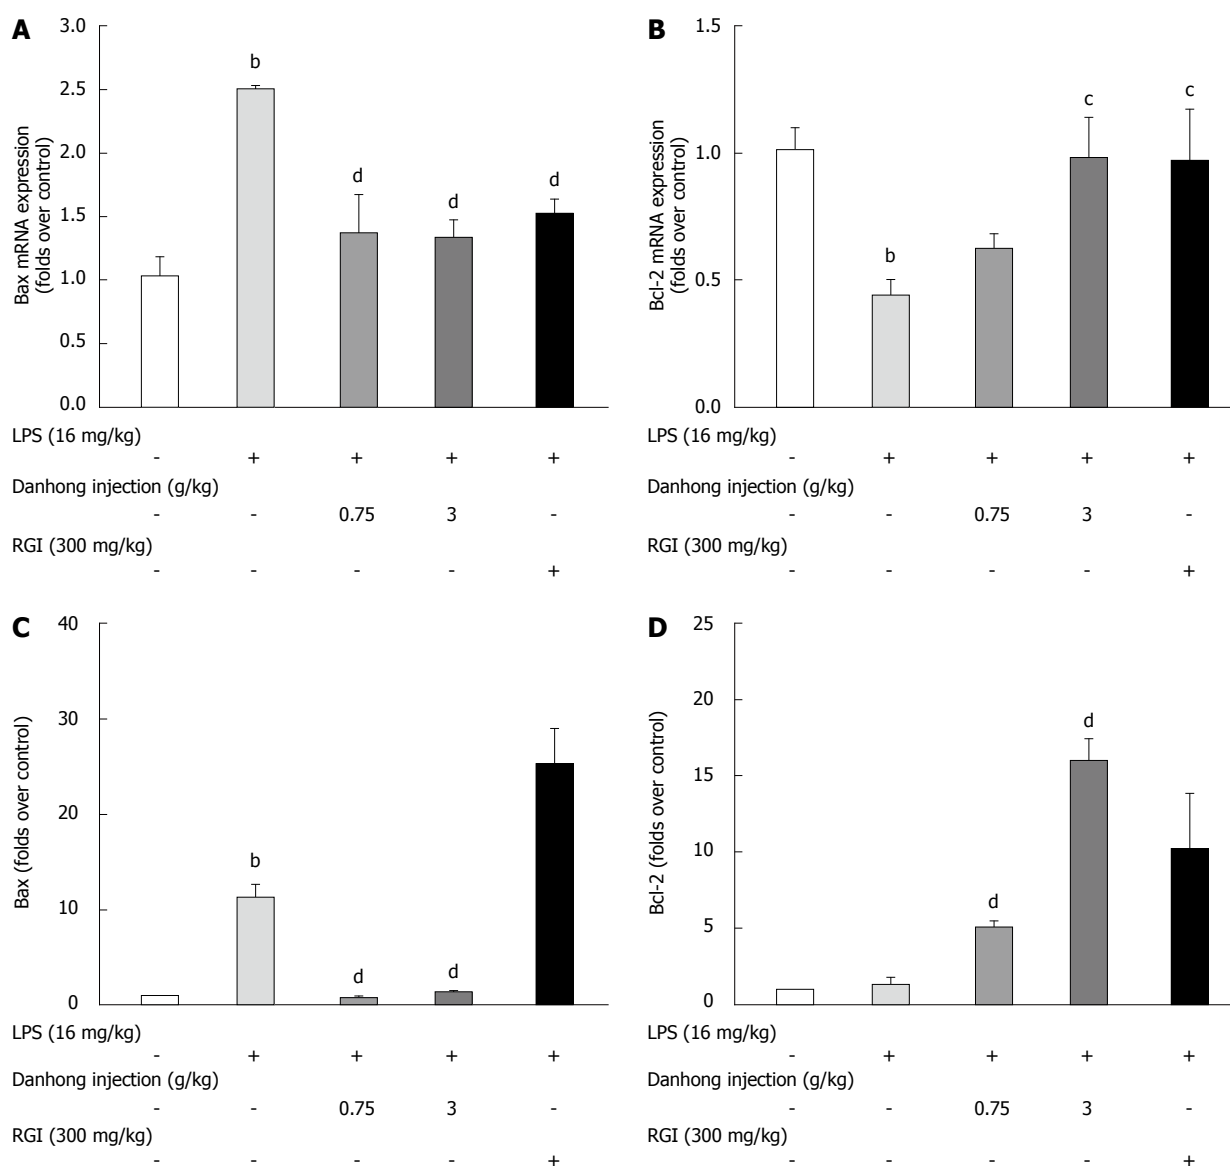 A
Bax mRNA expression
(folds over control)
3.0
2.5
2.0
1.5
1.0
0.5
0.0
b
d
d
d
LPS (16 mg/kg)
- + + + +
Danhong injection (g/kg)
- - 0.75 3 -
RGI (300 mg/kg)
- - - - +
B
Bcl-2 mRNA expression
(folds over control)
1.5
1.0
0.5
0.0
b
c
c
LPS (16 mg/kg)
- + + + +
Danhong injection (g/kg)
- - 0.75 3 -
RGI (300 mg/kg)
- - - - +
C
Bax (folds over control)
40
30
20
10
0
b
d
d
LPS (16 mg/kg)
- + + + +
Danhong injection (g/kg)
- - 0.75 3 -
RGI (300 mg/kg)
- - - - +
D
Bcl-2 (folds over control)
25
20
15
10
5
0
d
d
LPS (16 mg/kg)
- + + + +
Danhong injection (g/kg)
- - 0.75 3 -
RGI (300 mg/kg)
- - - - +